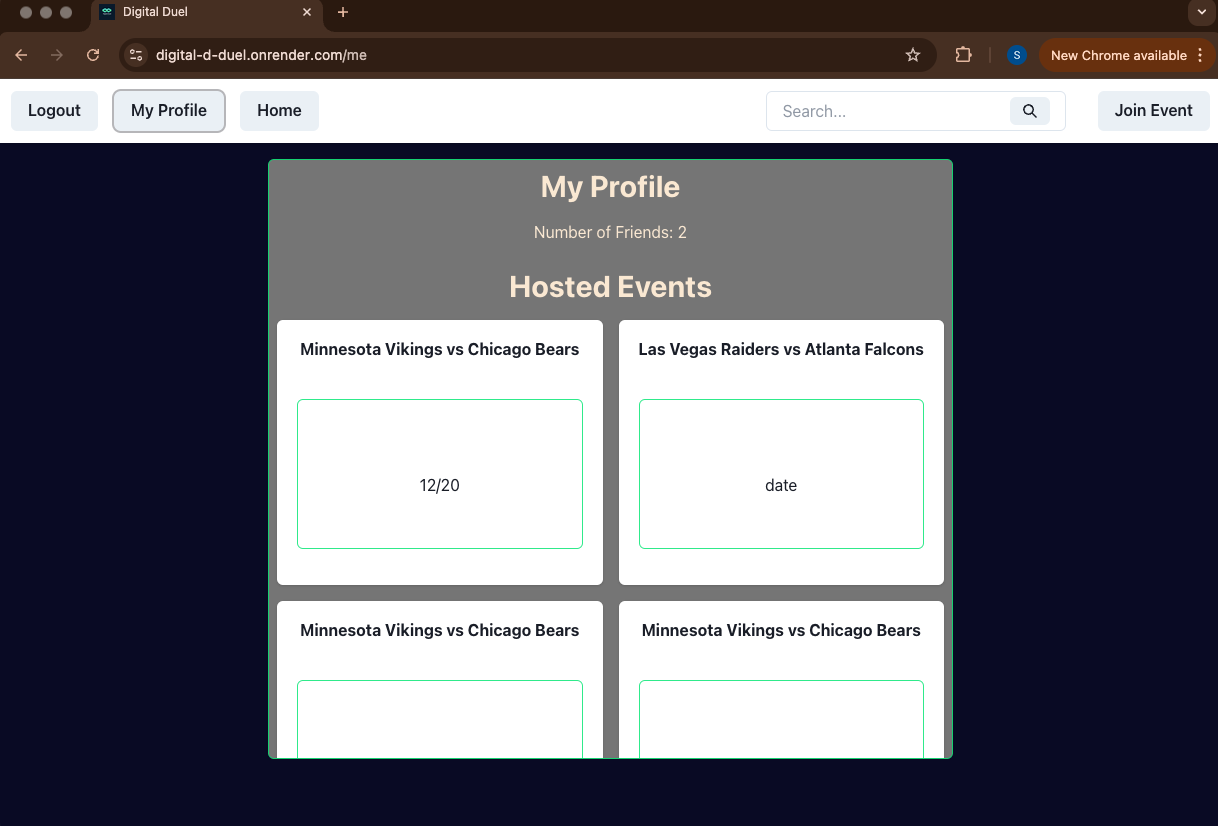 Digital Duel
digital-d-duel.onrender.com/me
S
New Chrome available
Logout
My Profile
Home
Search...
Join Event
My Profile
Number of Friends: 2
Hosted Events
Minnesota Vikings vs Chicago Bears
Las Vegas Raiders vs Atlanta Falcons
12/20
date
Minnesota Vikings vs Chicago Bears
Minnesota Vikings vs Chicago Bears